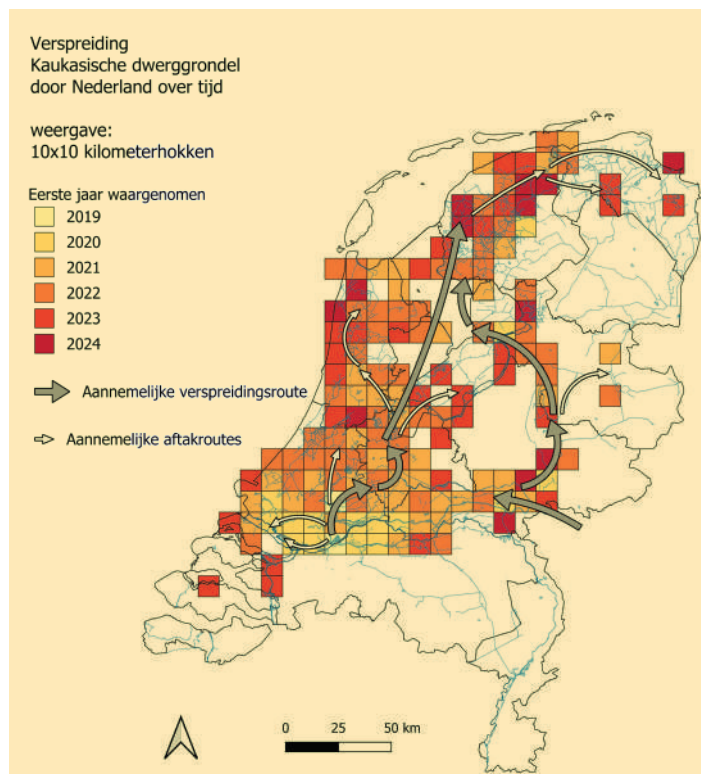 Verspreiding
Kaukasische dwerggrondel
door Nederland over tijd
weergave:
10x10 kilometerhokken
Eerste jaar waargenomen
2019
2020
2021
2022
2023
2024
Aannemelijke verspreidingsroute
Aannemelijke aftakroutes
0 25 50 km